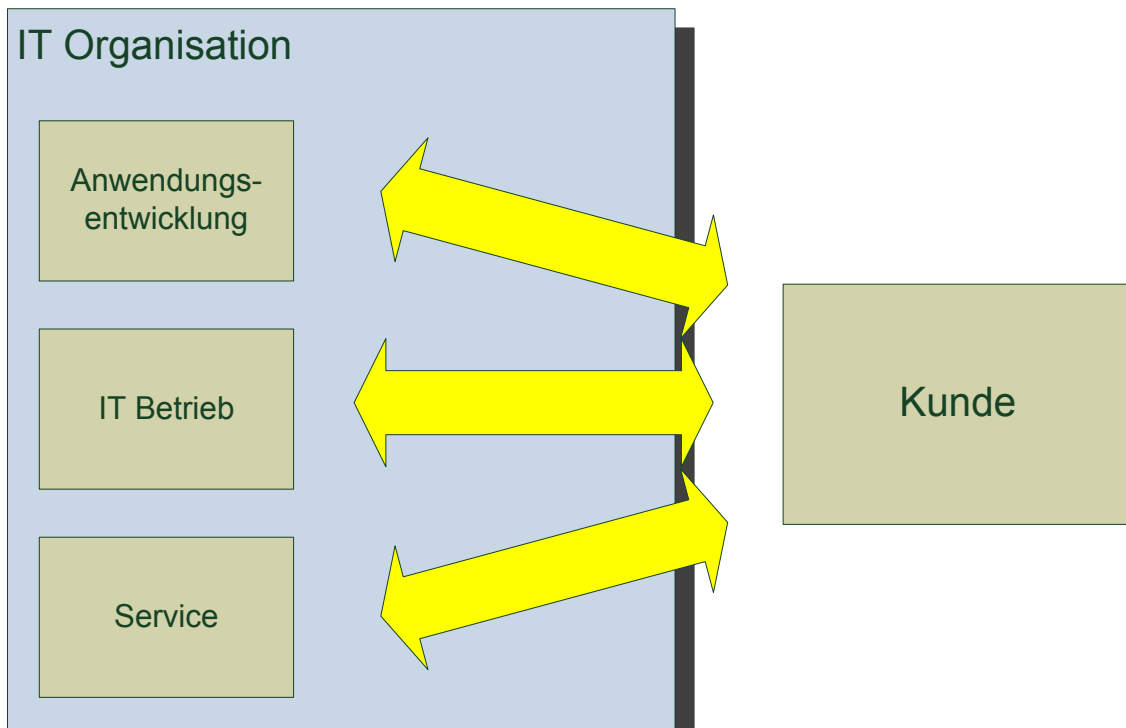 IT Organisation
Anwendungs-
entwicklung
IT Betrieb
Kunde
Service